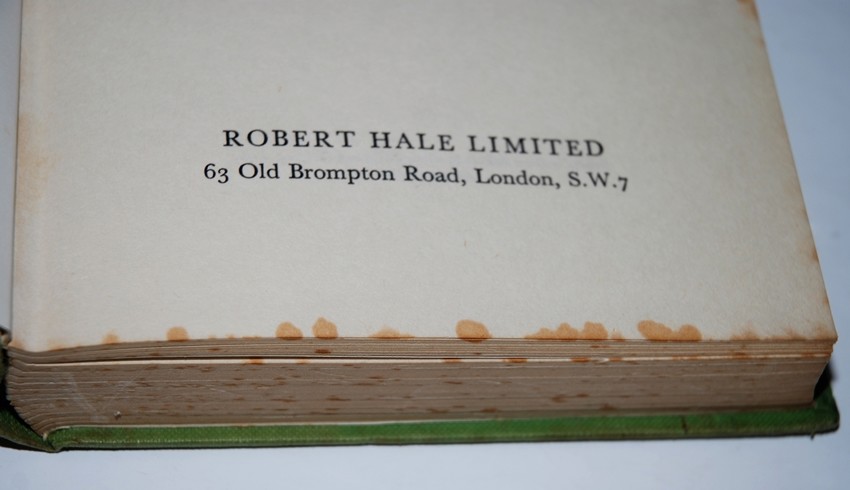 ROBERT HALE LIMITED
63 Old Brompton Road, London, S.W.7